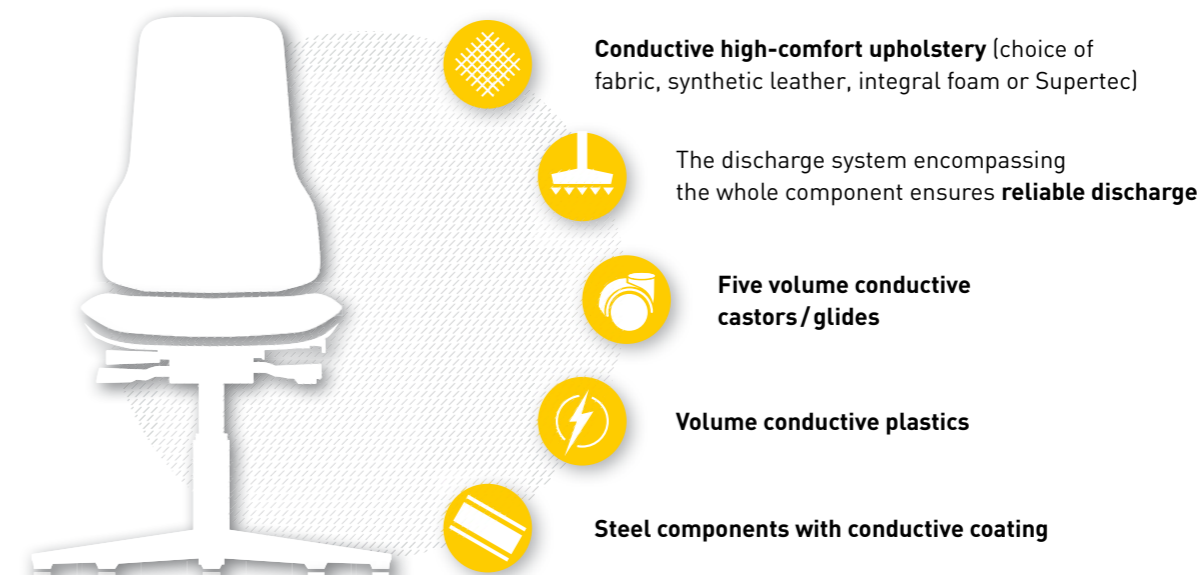 Conductive high-comfort upholstery (choice of
fabric, synthetic leather, integral foam or Supertec)
The discharge system encompassing
the whole component ensures reliable discharge
Five volume conductive
castors / glides
Volume conductive plastics
Steel components with conductive coating